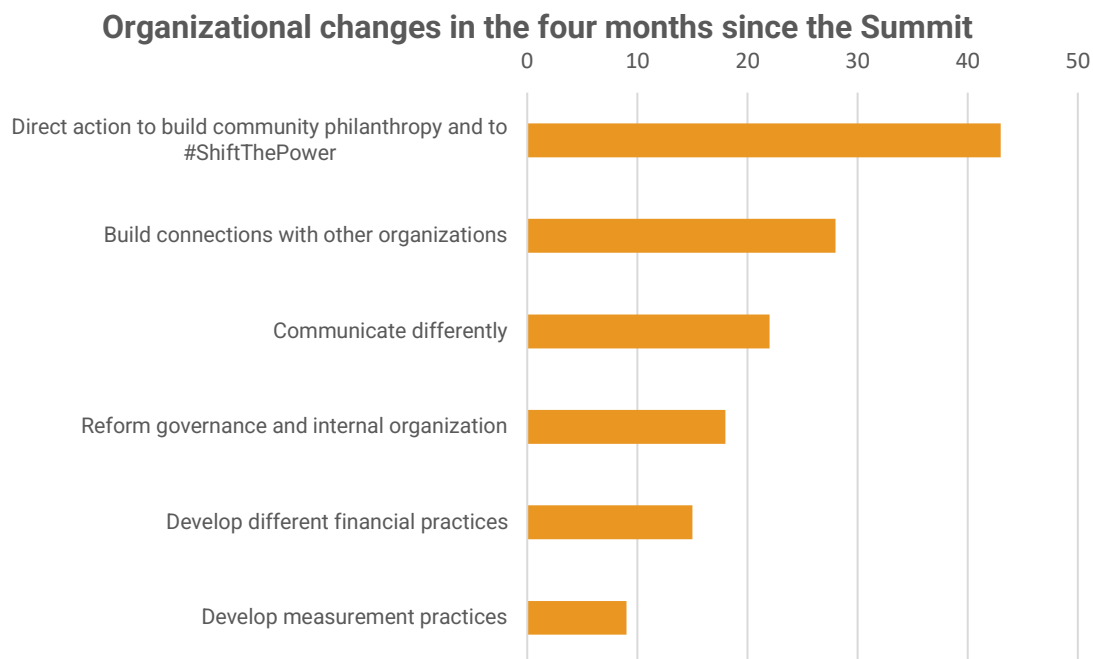 Organizational changes in the four months since the Summit
0 10 20 30 40 50
Direct action to build community philanthropy and to
#ShiftThePower
Build connections with other organizations
Communicate differently
Reform governance and internal organization
Develop different financial practices
Develop measurement practices